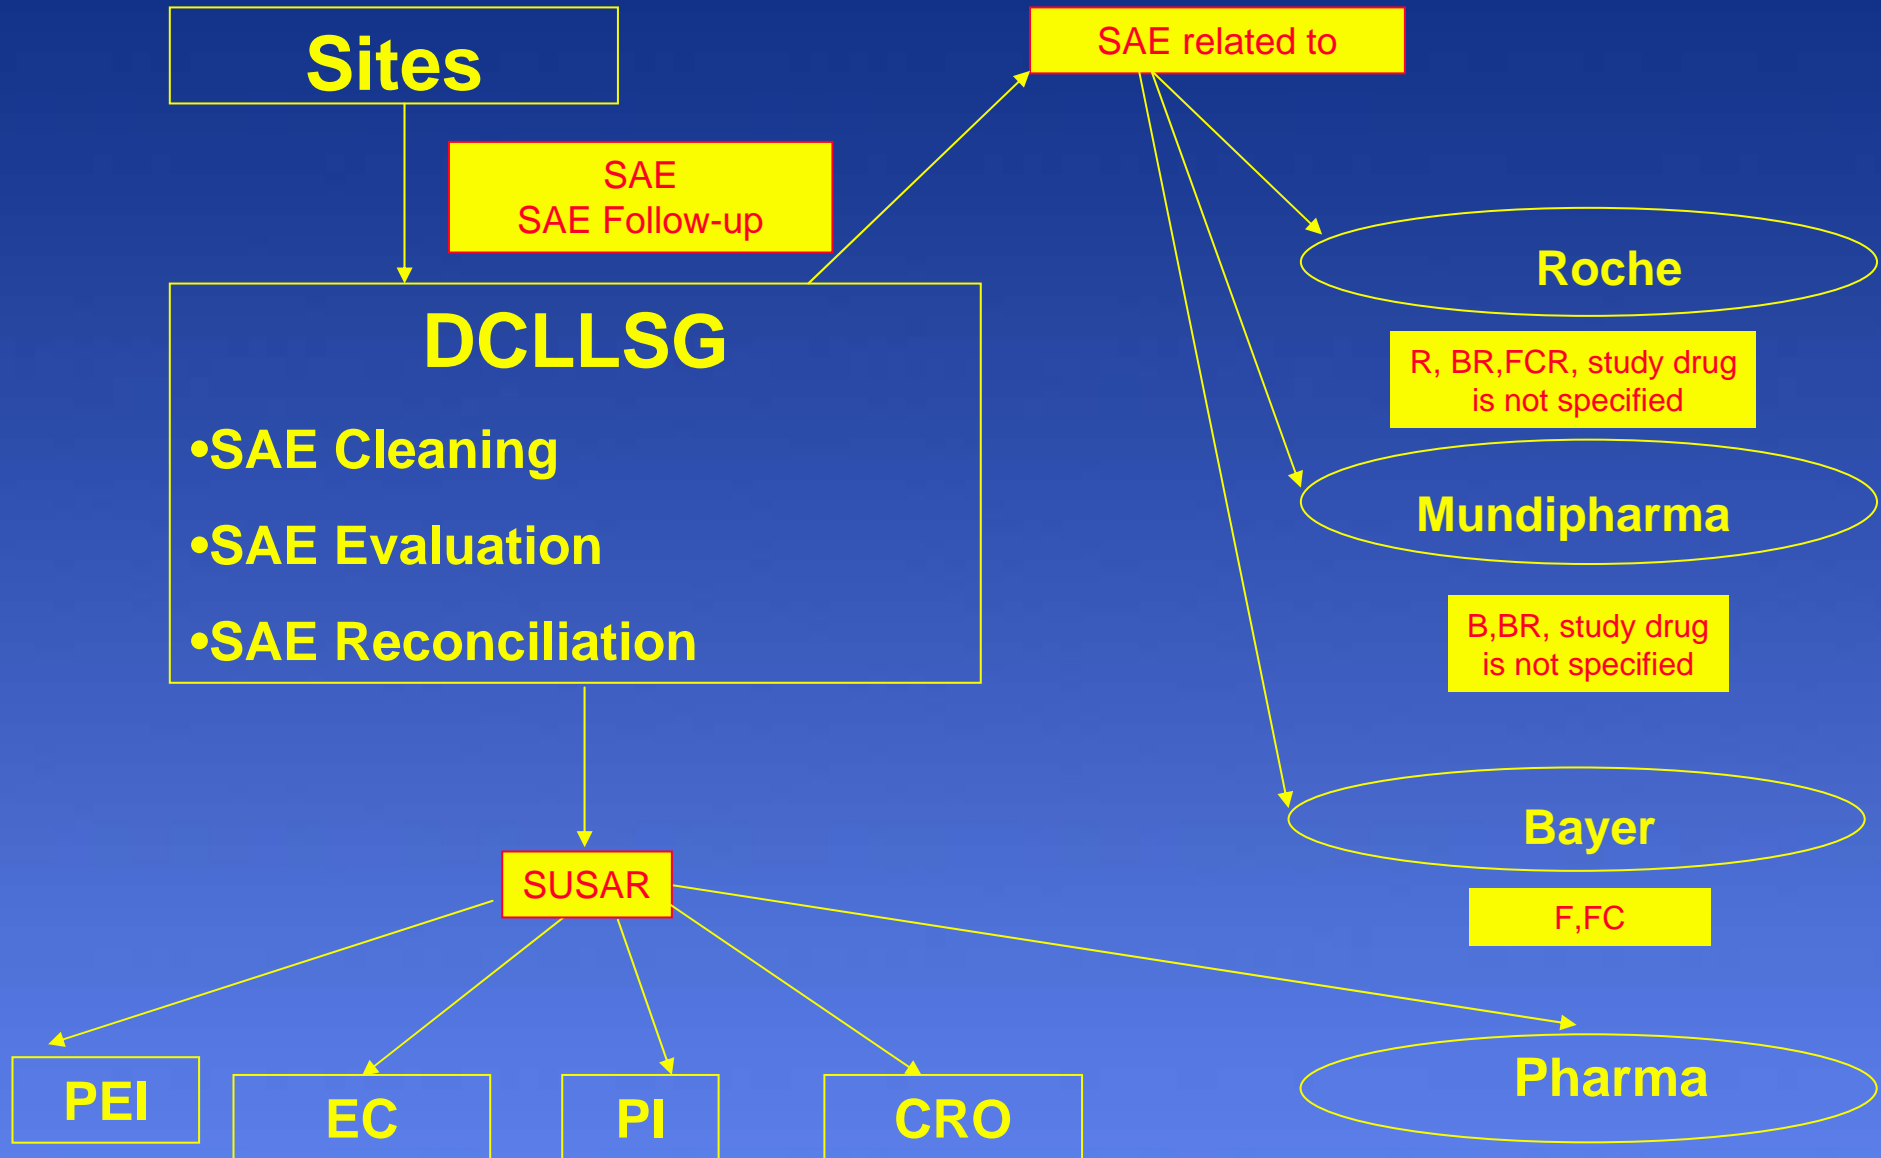 Sites
SAE related to
SAE
SAE Follow-up
Roche
R, BR,FCR, study drug
is not specified
DCLLSG
•SAE Cleaning
•SAE Evaluation
•SAE Reconciliation
Mundipharma
B,BR, study drug
is not specified
Bayer
F,FC
SUSAR
PEI
EC
PI
CRO
Pharma